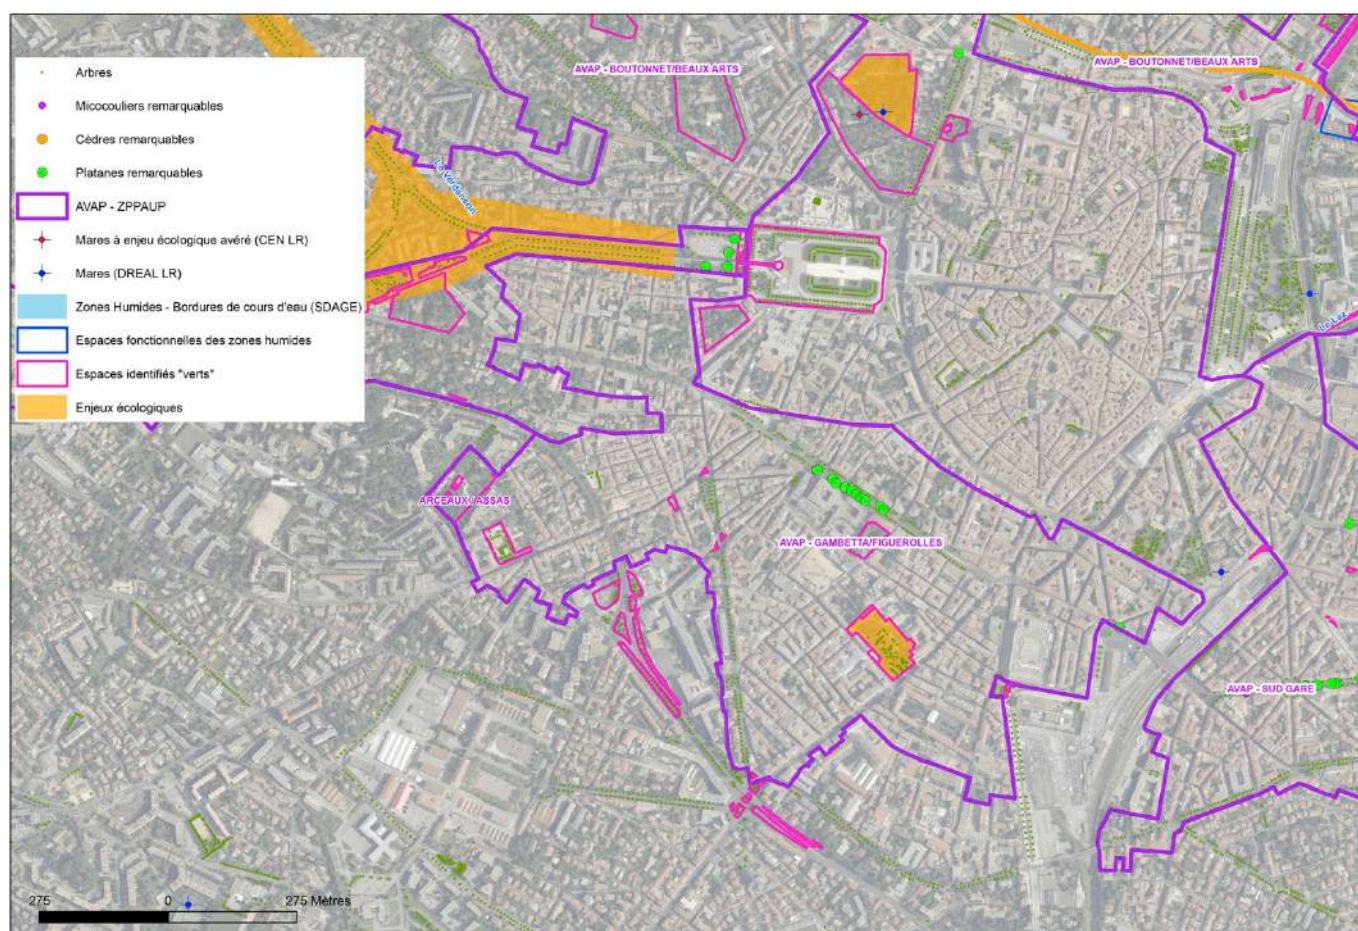 AVAP - BOUTONNET/BEAUX ARTS
AVAP - BOUTONNET/BEAUX ARTS
Arbres
Micocouliers remarquables
Cèdres remarquables
Platanes remarquables
AVAP - ZPPAUP
Mares à enjeu écologique avéré (CEN LR)
Mares (DREAL LR)
Zones Humides - Bordures de cours d'eau (SDAGE)
Espaces fonctionnelles des zones humides
Espaces identifiés "verts"
Enjeux écologiques
Le Verdanson
Le Lez
ARCEAUX / ASSAS
AVAP - GAMBETTA/FIGUEROLLES
AVAP - SUD GARE
275 0 275 Mètres